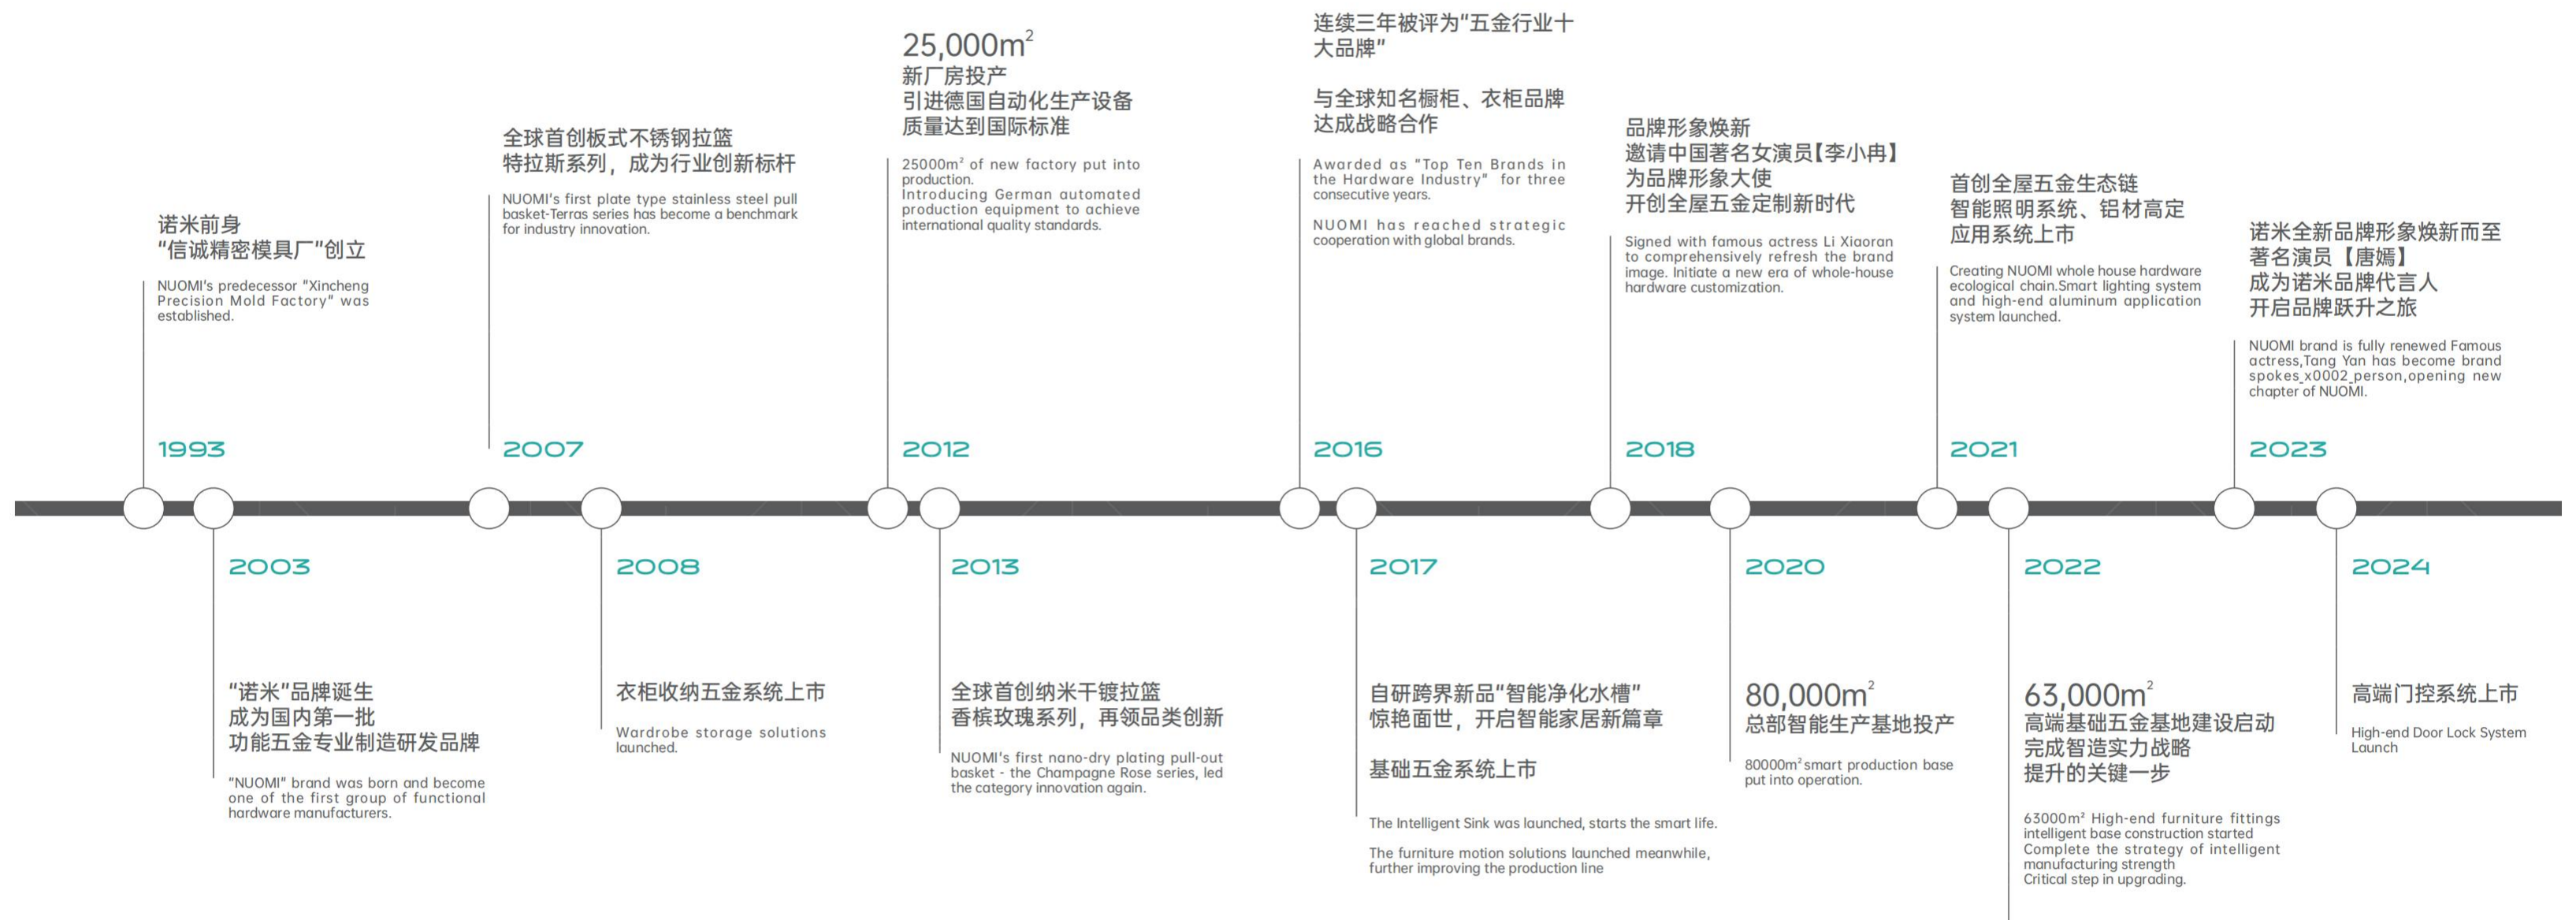 诺米前身
“信诚精密模具厂”创立
NUOMI's predecessor "Xincheng
Precision Mold Factory" was
established.
1993
2003
“诺米”品牌诞生
成为国内第一批
功能五金专业制造研发品牌
"NUOMI" brand was born and become
one of the first group of functional
hardware manufacturers.
全球首创板式不锈钢拉篮
特拉斯系列，成为行业创新标杆
NUOMI's first plate type stainless steel pull
basket-Terras series has become a benchmark
for industry innovation.
2007
2008
衣柜收纳五金系统上市
Wardrobe storage solutions
launched.
25,000m²
新厂房投产
引进德国自动化生产设备
质量达到国际标准
25000m² of new factory put into
production.
Introducing German automated
production equipment to achieve
international quality standards.
2012
2013
全球首创纳米干镀拉篮
香槟玫瑰系列，再领品类创新
NUOMI's first nano-dry plating pull-out
basket - the Champagne Rose series, led
the category innovation again.
连续三年被评为“五金行业十
大品牌”
与全球知名橱柜、衣柜品牌
达成战略合作
Awarded as "Top Ten Brands in
the Hardware Industry" for three
consecutive years.
NUOMI has reached strategic
cooperation with global brands.
2016
2017
自研跨界新品“智能净化水槽”
惊艳面世，开启智能家居新篇章
基础五金系统上市
The Intelligent Sink was launched, starts the smart life.
The furniture motion solutions launched meanwhile,
further improving the production line
品牌形象焕新
邀请中国著名女演员【李小冉】
为品牌形象大使
开创全屋五金定制新时代
Signed with famous actress Li Xiaoran
to comprehensively refresh the brand
image. Initiate a new era of whole-house
hardware customization.
2018
2020
80,000m²
总部智能生产基地投产
80000m² smart production base
put into operation.
首创全屋五金生态链
智能照明系统、铝材高定
应用系统上市
Creating NUOMI whole house hardware
ecological chain.Smart lighting system
and high-end aluminum application
system launched.
2021
2022
63,000m²
高端基础五金基地建设启动
完成智造实力战略
提升的关键一步
63000m² High-end furniture fittings
intelligent base construction started
Complete the strategy of intelligent
manufacturing strength
Critical step in upgrading.
诺米全新品牌形象焕新而至
著名演员【唐嫣】
成为诺米品牌代言人
开启品牌跃升之旅
NUOMI brand is fully renewed Famous
actress,Tang Yan has become brand
spokes_x0002_person,opening new
chapter of NUOMI.
2023
2024
高端门控系统上市
High-end Door Lock System
Launch